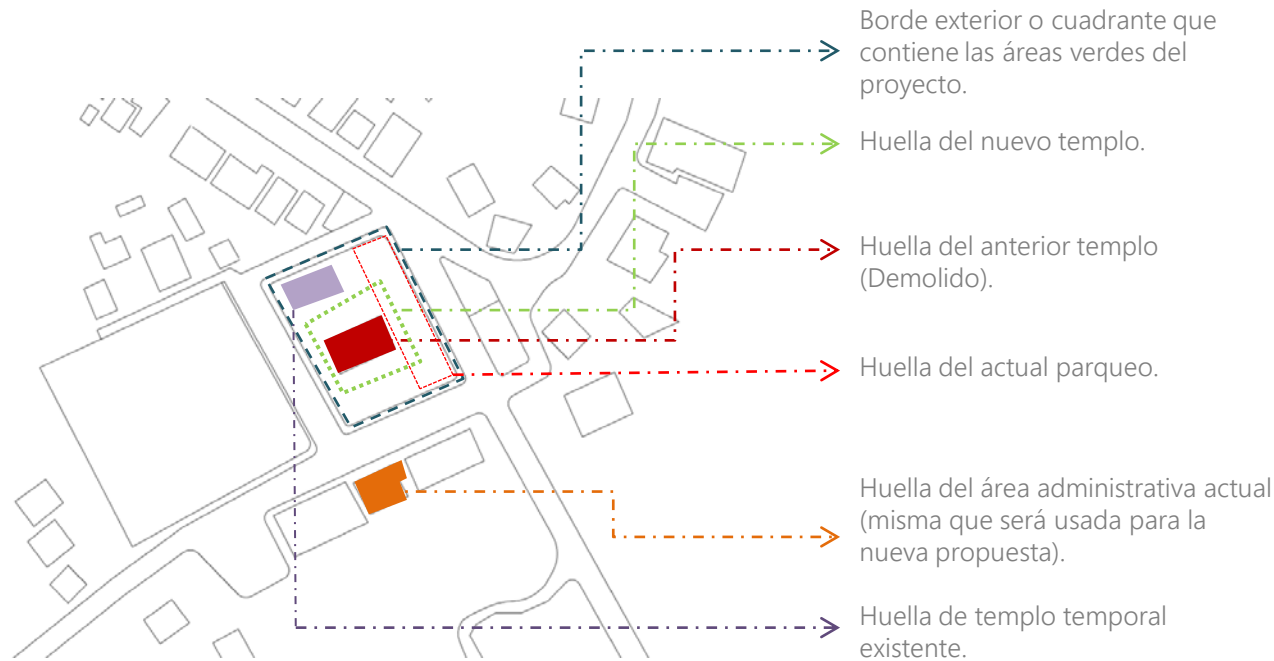 Borde exterior o cuadrante que
contiene las áreas verdes del
proyecto.
Huella del nuevo templo.
Huella del anterior templo
(Demolido).
Huella del actual parqueo.
Huella del área administrativa actual
(misma que será usada para la
nueva propuesta).
Huella de templo temporal
existente.